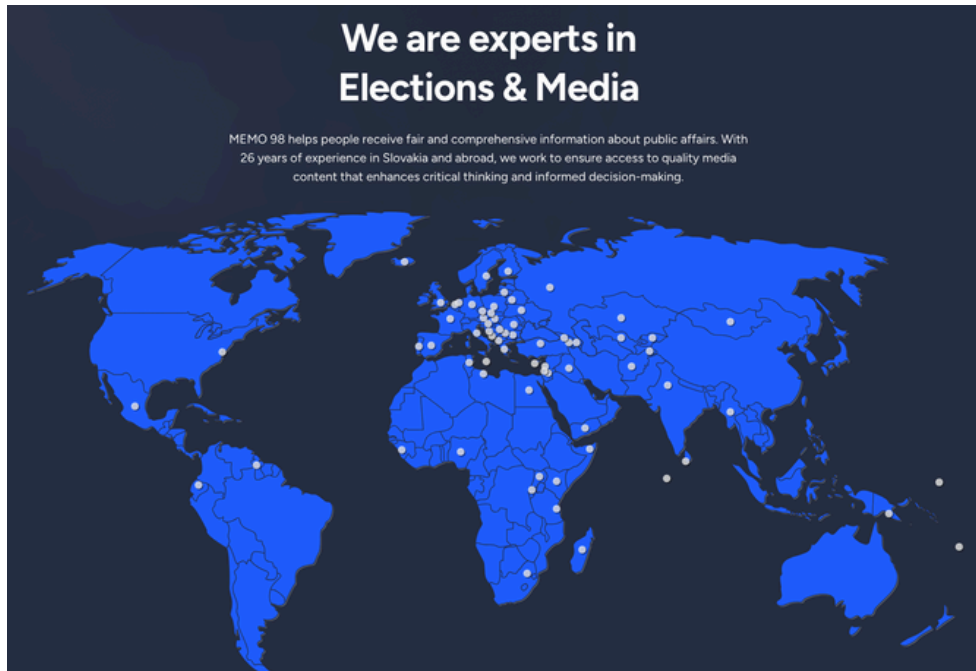 We are experts in
Elections & Media
MEMO 98 helps people receive fair and comprehensive information about public affairs. With
26 years of experience in Slovakia and abroad, we work to ensure access to quality media
content that enhances critical thinking and informed decision-making.